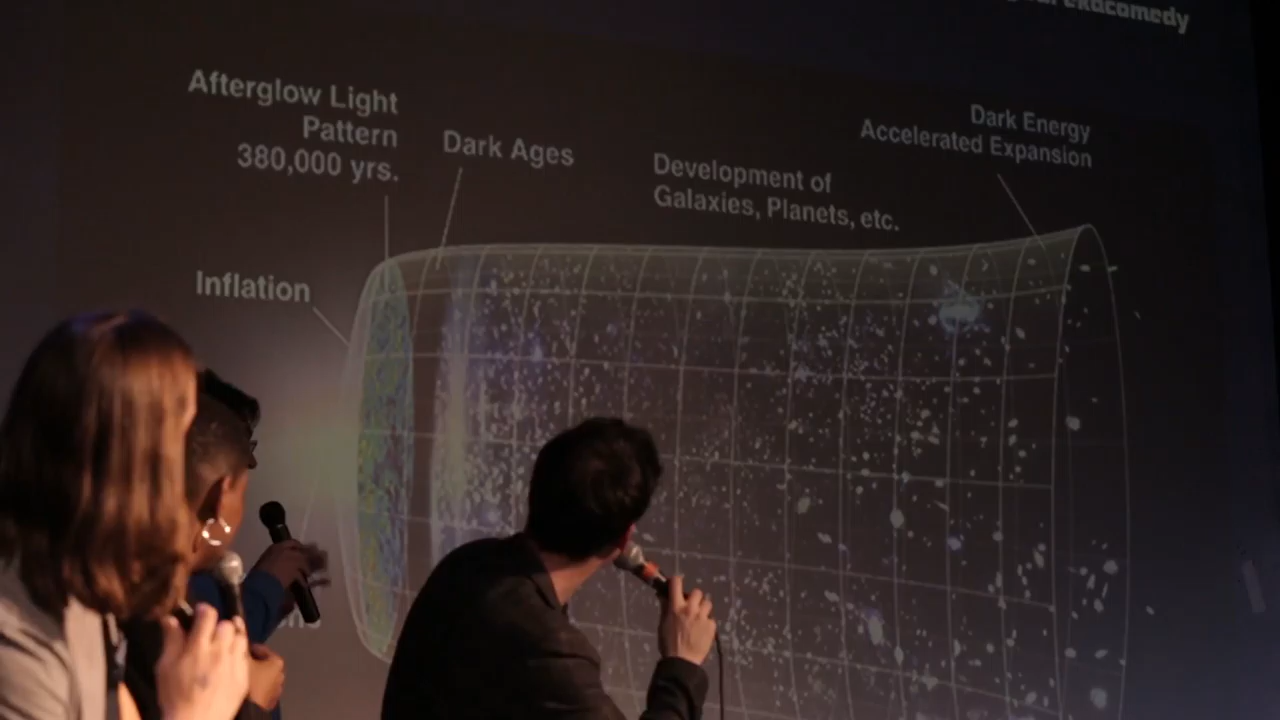 Afterglow Light
Pattern
380,000 yrs.
Dark Ages
Development of
Galaxies, Planets, etc.
Dark Energy
Accelerated Expansion
Inflation